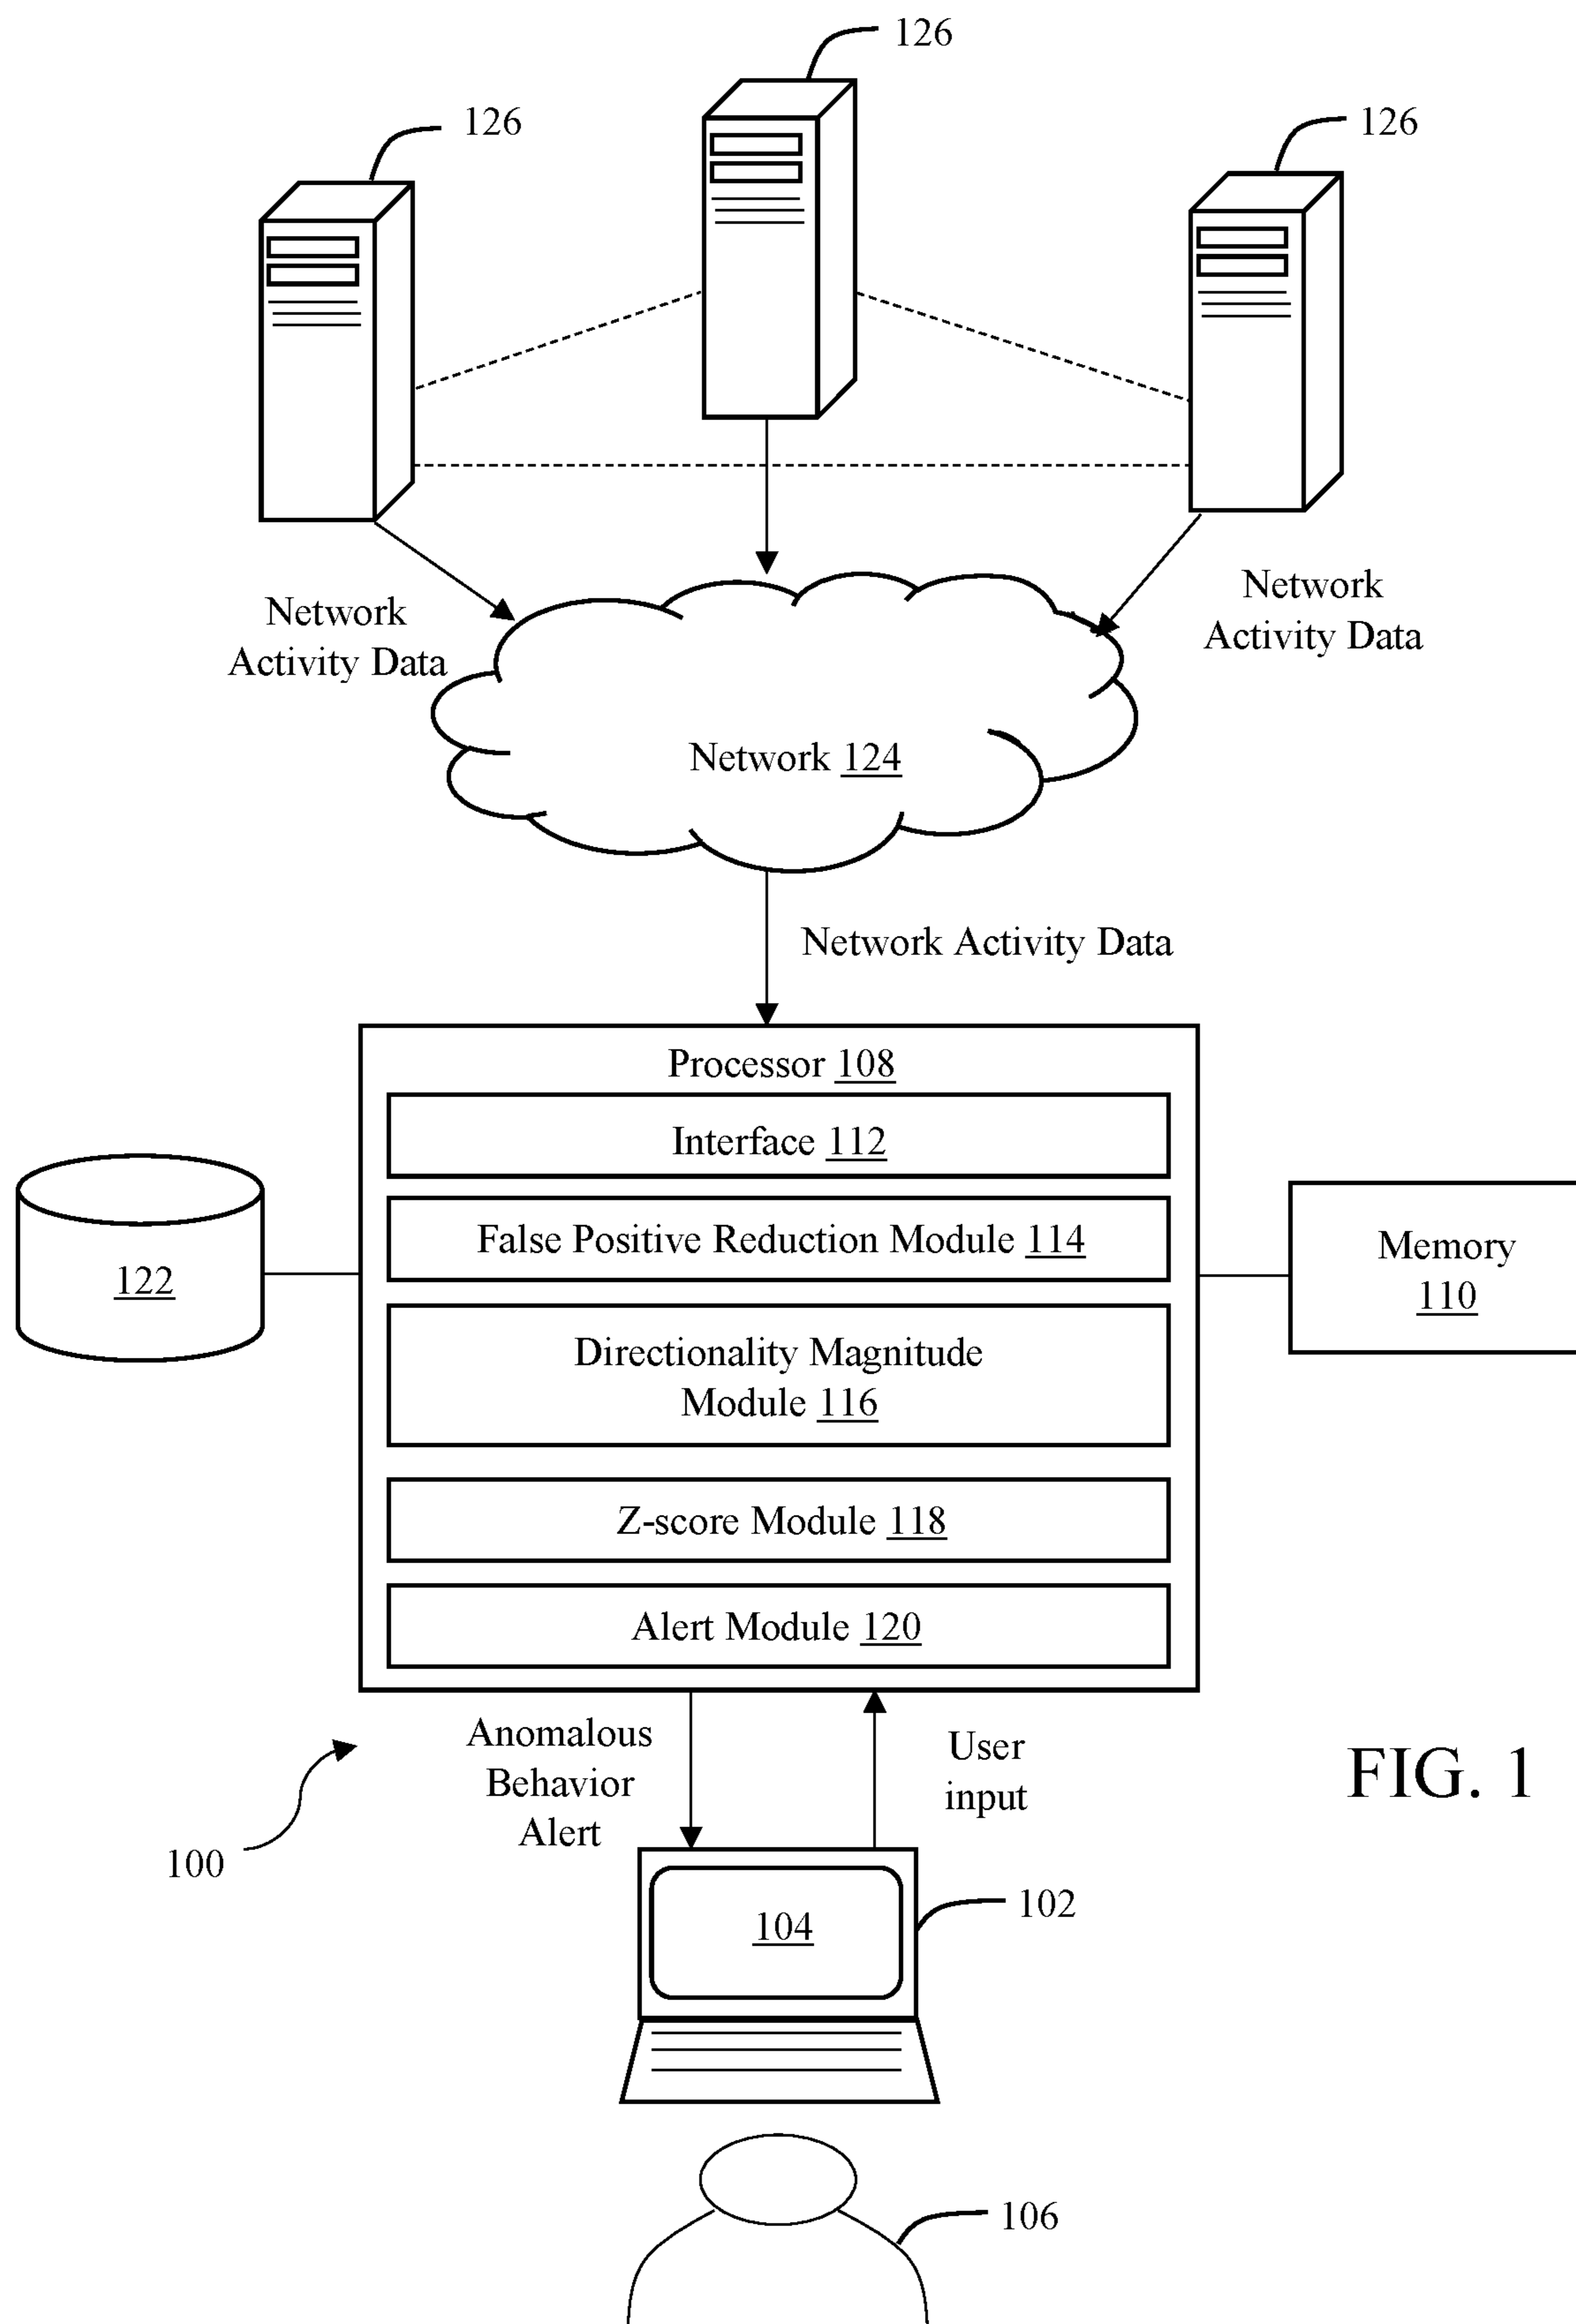 126
126
126
Network
Activity Data
Network
Activity Data
Network 124
Network Activity Data
Processor 108
Interface 112
False Positive Reduction Module 114
Directionality Magnitude
Module 116
Z-score Module 118
Alert Module 120
122
Memory
110
Anomalous
Behavior
Alert
User
input
FIG. 1
100
104
102
106